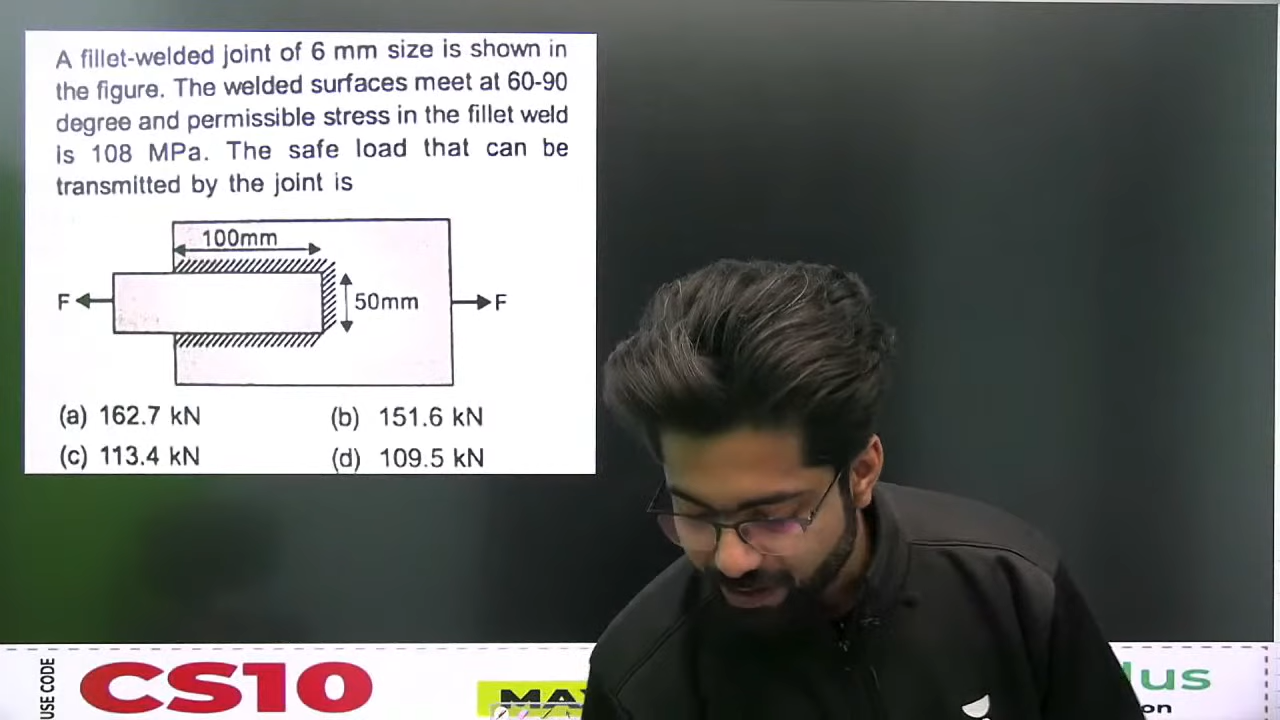 A fillet-welded joint of 6 mm size is shown in
the figure. The welded surfaces meet at 60-90
degree and permissible stress in the fillet weld
is 108 MPa. The safe load that can be
transmitted by the joint is
100mm
F
50mm
F
(a) 162.7 kN
(b) 151.6 kN
(c) 113.4 kN
(d) 109.5 kN
USE CODE
CS10
lus
on